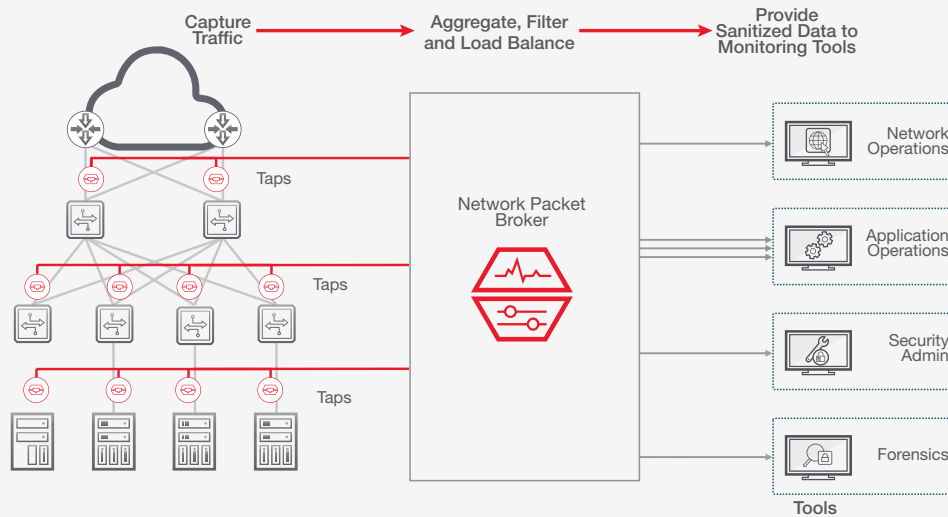 Capture
Traffic
Aggregate, Filter
and Load Balance
Provide
Sanitized Data to
Monitoring Tools
Taps
Network Packet
Broker
Taps
Taps
Network
Operations
Application
Operations
Security
Admin
Forensics
Tools